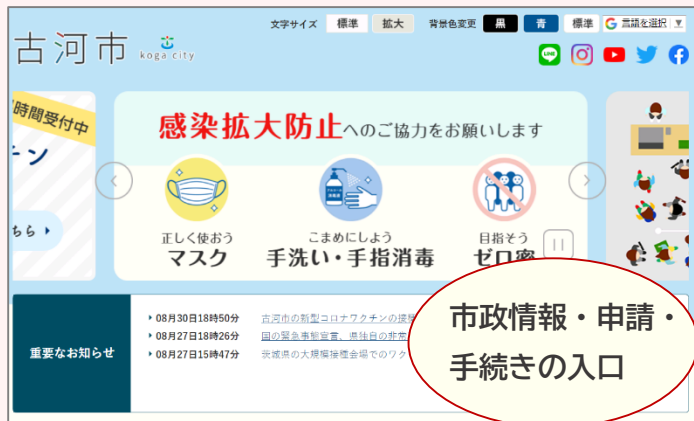 文字サイズ 標準 拡大 背景色変更 黒 青 標準 G 言語を選択 ▼
古河市 koga city
LINE
時間受付中
感染拡大防止へのご協力をお願いします
チン
ちら
正しく使おう
マスク
こまめにしよう
手洗い・手指消毒
目指そう
ゼロ密
重要なお知らせ
08月30日18時50分 古河市の新型コロナワクチンの接種
08月27日18時26分 国の緊急事態宣言、県独自の非常
08月27日15時47分 茨城県の大規模接種会場でのワク
市政情報・申請・
手続きの入口